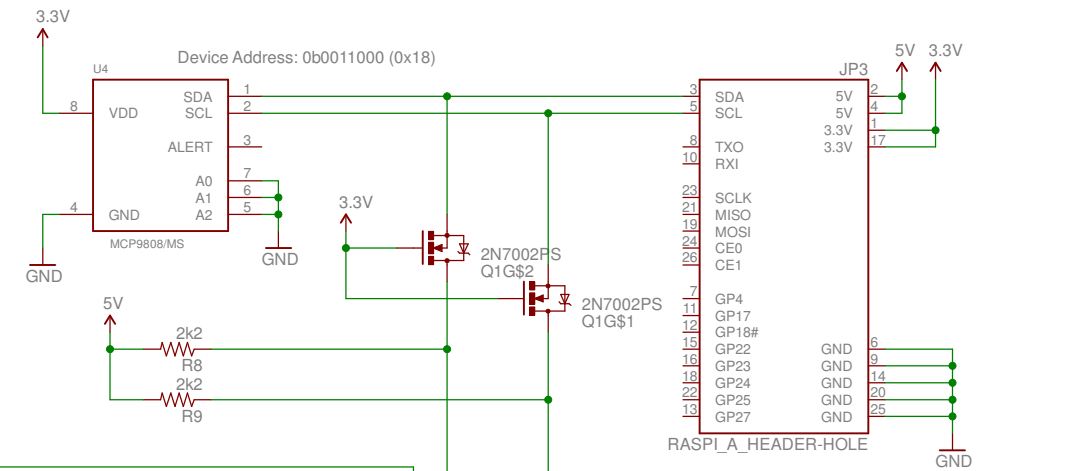 3.3V
Device Address: 0b0011000 (0x18)
U4
8 VDD
SDA 1
SCL 2
ALERT 3
A0 7
A1 6
A2 5
4 GND
MCP9808/MS
GND
GND
3.3V
2N7002PS
Q1G$2
2N7002PS
Q1G$1
5V
2k2
R8
2k2
R9
5V 3.3V
JP3
3 SDA 5V 2
5 SCL 5V 4
3.3V 1
8 TXO 3.3V 17
10 RXI
23 SCLK
21 MISO
19 MOSI
24 CE0
26 CE1
7 GP4
11 GP17
12 GP18#
15 GP22 GND 6
16 GP23 GND 9
18 GP24 GND 14
22 GP25 GND 20
13 GP27 GND 25
RASPI_A_HEADER-HOLE
GND